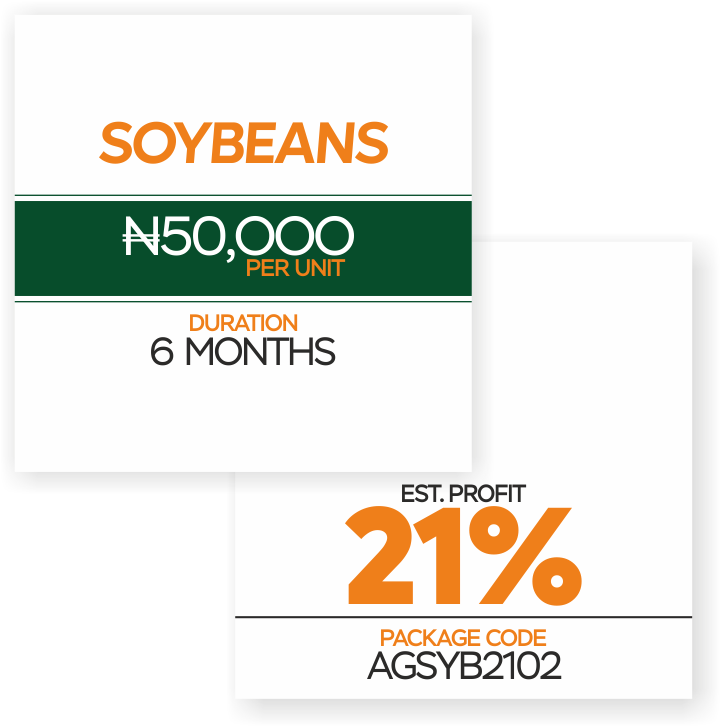 SOYBEANS
₦50,000
PER UNIT
DURATION
6 MONTHS
EST. PROFIT
21%
PACKAGE CODE
AGSYB2102